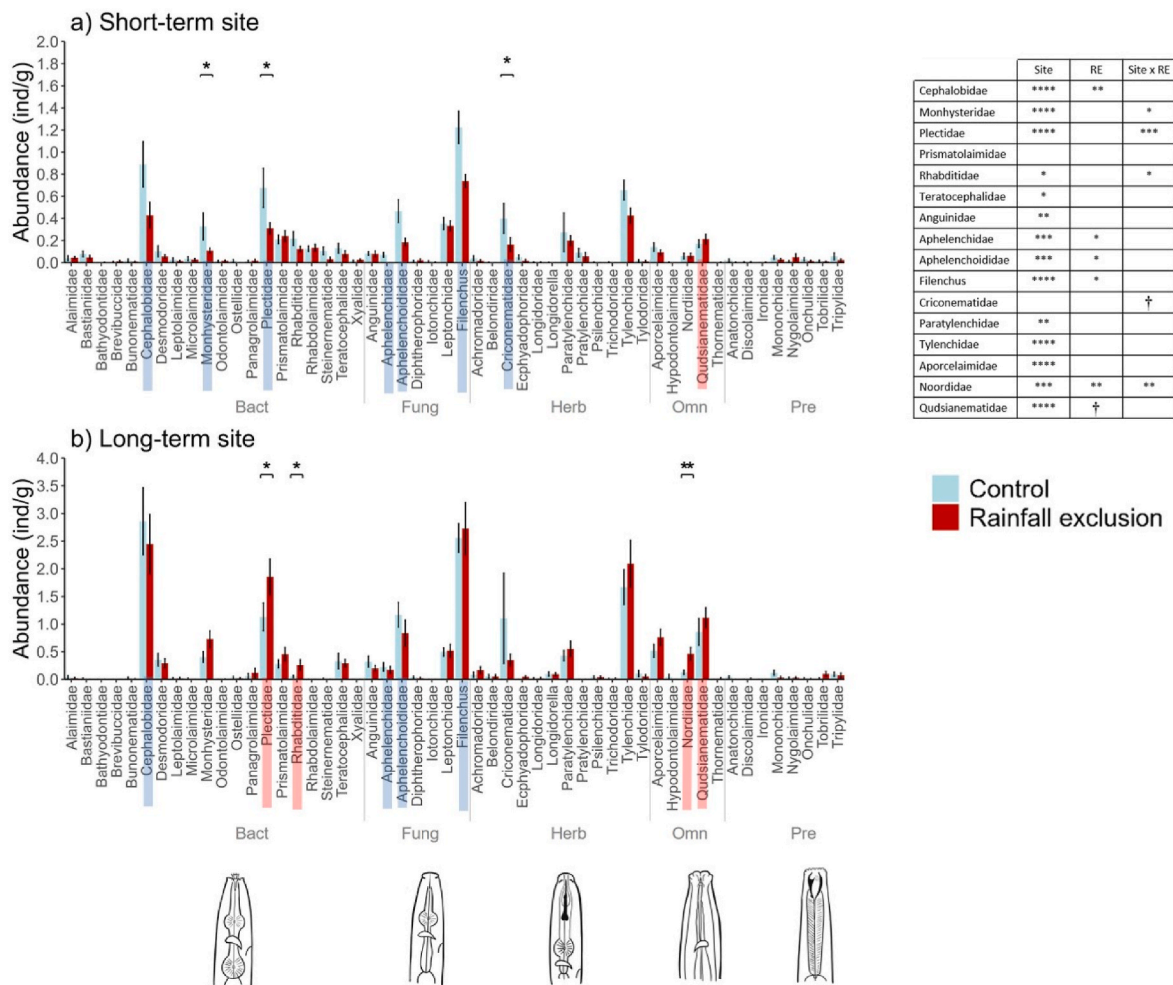 a) Short-term site
Abundance (ind/g)
2.0
1.8
1.6
1.4
1.2
1.0
0.8
0.6
0.4
0.2
0.0
*
*
*
Alaimidae
Bastianiidae
Bathyodontidae
Brevibuccidae
Bunonematidae
Cephalobidae
Desmodoridae
Leptolaimidae
Microlaimidae
Monhysteridae
Odontolaimidae
Ostellidae
Panagrolaimidae
Plectidae
Prismatolaimidae
Rhabditidae
Rhabdolaimidae
Steinernematidae
Teratocephalidae
Xyalidae
Anguinidae
Aphelenchidae
Aphelenchoididae
Diphtherophoridae
Iotonchidae
Leptonchidae
Filenchus
Achromadoridae
Belondiridae
Criconematidae
Ecphyadophoridae
Longidoridae
Longidorella
Paratylenchidae
Pratylenchidae
Psilenchidae
Trichodoridae
Tylenchidae
Tylodoridae
Aporcelaimidae
Hypodontolaimidae
Nordiidae
Qudsianematidae
Thornenematidae
Anatonchidae
Discolaimidae
Ironidae
Mononchidae
Nygolaimidae
Onchulidae
Tobrilidae
Tripylidae
Bact
Fung
Herb
Omn
Pre
Site RE Site x RE
Cephalobidae **** **
Monhysteridae **** *
Plectidae **** ***
Prismatolaimidae
Rhabditidae * *
Teratocephalidae *
Anguinidae **
Aphelenchidae *** *
Aphelenchoididae *** *
Filenchus **** *
Criconematidae †
Paratylenchidae **
Tylenchidae ****
Aporcelaimidae ****
Noordidae *** ** **
Qudsianematidae **** †
Control
Rainfall exclusion
b) Long-term site
Abundance (ind/g)
4.0
3.5
3.0
2.5
2.0
1.5
1.0
0.5
0.0
*
*
**
Alaimidae
Bastianiidae
Bathyodontidae
Brevibuccidae
Bunonematidae
Cephalobidae
Desmodoridae
Leptolaimidae
Microlaimidae
Monhysteridae
Odontolaimidae
Ostellidae
Panagrolaimidae
Plectidae
Prismatolaimidae
Rhabditidae
Rhabdolaimidae
Steinernematidae
Teratocephalidae
Xyalidae
Anguinidae
Aphelenchidae
Aphelenchoididae
Diphtherophoridae
Iotonchidae
Leptonchidae
Filenchus
Achromadoridae
Belondiridae
Criconematidae
Ecphyadophoridae
Longidoridae
Longidorella
Paratylenchidae
Pratylenchidae
Psilenchidae
Trichodoridae
Tylenchidae
Tylodoridae
Aporcelaimidae
Hypodontolaimidae
Nordiidae
Qudsianematidae
Thornenematidae
Anatonchidae
Discolaimidae
Ironidae
Mononchidae
Nygolaimidae
Onchulidae
Tobrilidae
Tripylidae
Bact
Fung
Herb
Omn
Pre